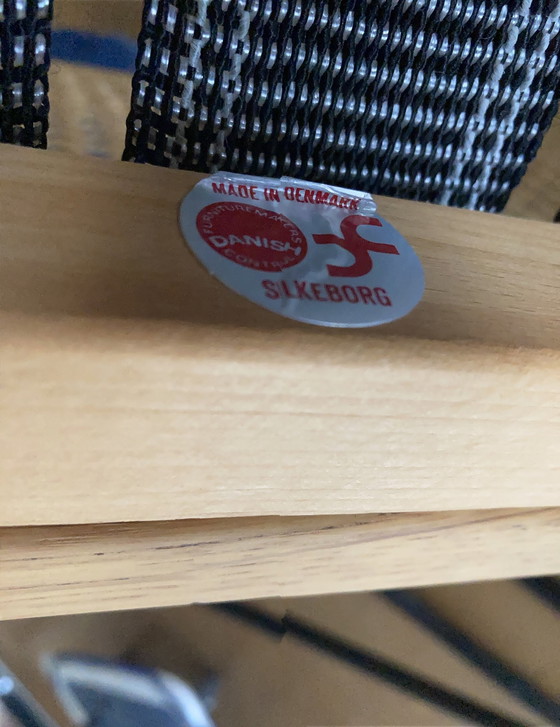 MADE IN DENMARK
FURNITUREMAKERS
DANISH
CONTROL
SILKEBORG